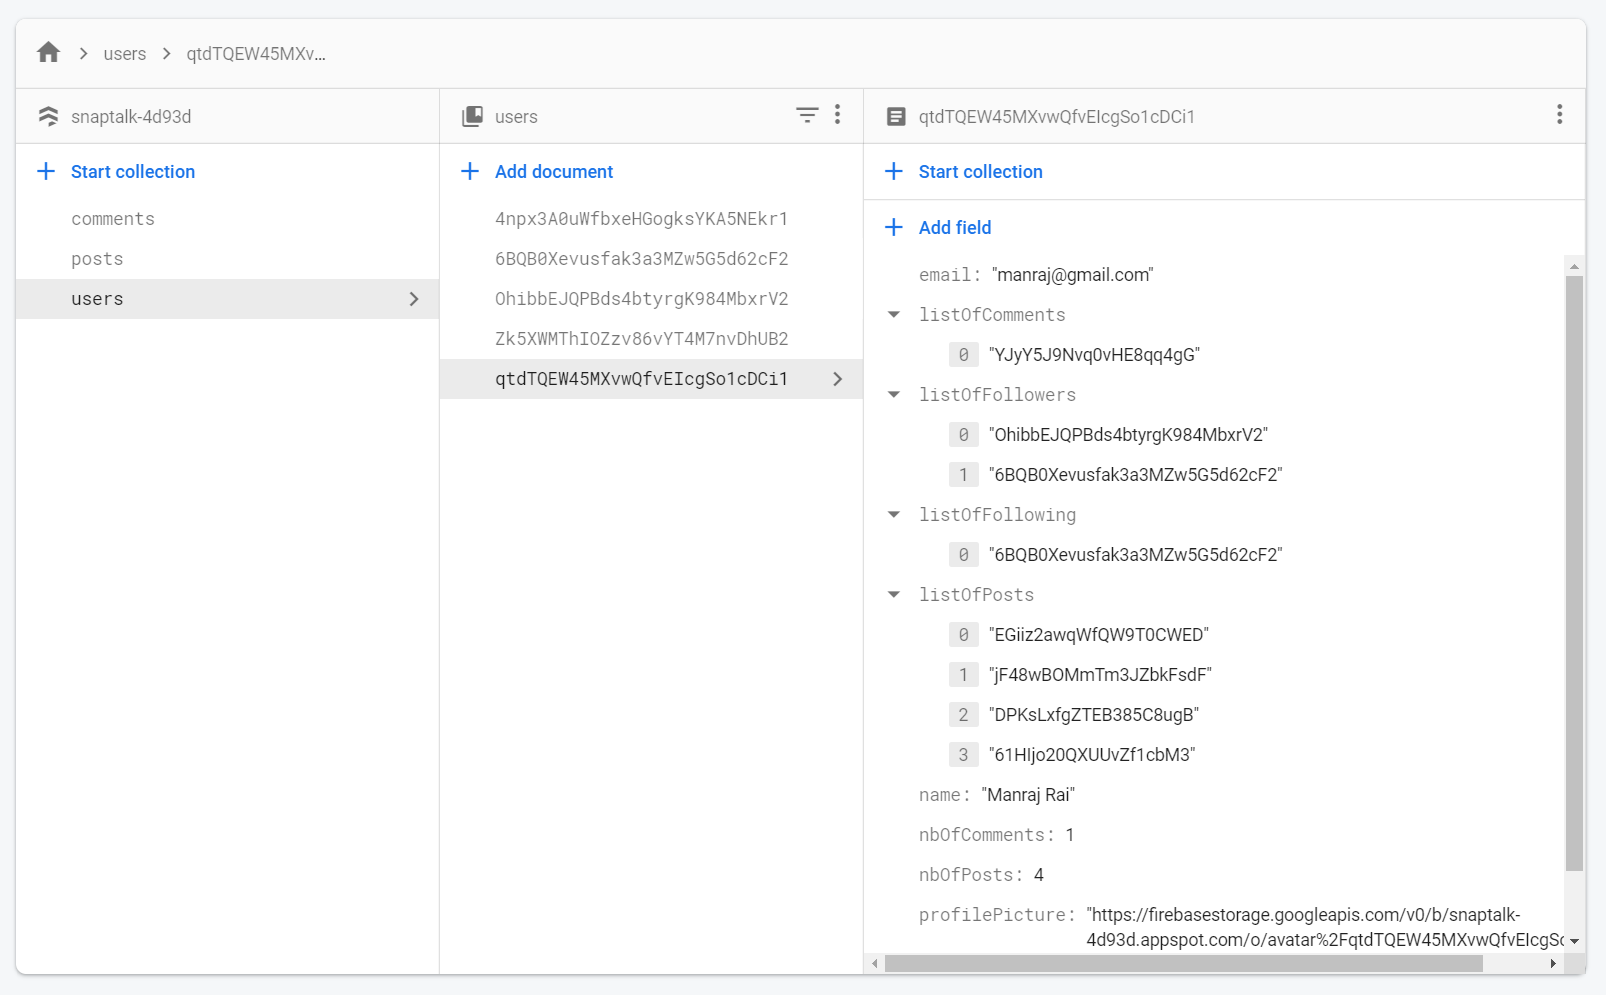 users
qtdTQEW45MXv...
snaptalk-4d93d
Start collection
comments
posts
users
users
Add document
4npx3A0uWfbxeHGogksYKA5NEkr1
6BQB0Xevusfak3a3MZw5G5d62cF2
OhibbEJQPBds4btyrgK984MbxrV2
Zk5XWMThIOZzv86vYT4M7nvDhUB2
qtdTQEW45MXvwQfvEIcgSo1cDCi1
qtdTQEW45MXvwQfvEIcgSo1cDCi1
Start collection
Add field
email: "manraj@gmail.com"
listOfComments
0 "YJyY5J9Nvq0vHE8qq4gG"
listOfFollowers
0 "OhibbEJQPBds4btyrgK984MbxrV2"
1 "6BQB0Xevusfak3a3MZw5G5d62cF2"
listOfFollowing
0 "6BQB0Xevusfak3a3MZw5G5d62cF2"
listOfPosts
0 "EGiiz2awqWfQW9T0CWED"
1 "jF48wBOMmTm3JZbkFsdF"
2 "DPKsLxfgZTEB385C8ugB"
3 "61HIjo20QXUUvZf1cbM3"
name: "Manraj Rai"
nbOfComments: 1
nbOfPosts: 4
profilePicture: "https://firebasestorage.googleapis.com/v0/b/snaptalk-
4d93d.appspot.com/o/avatar%2FqtdTQEW45MXvwQfvEIcgSo